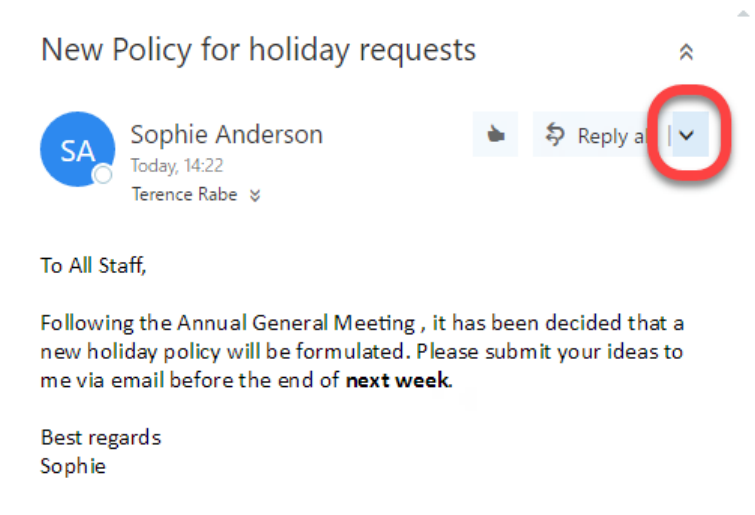 New Policy for holiday requests
SA
Sophie Anderson
Reply a
Today, 14:22
Terence Rabe
To All Staff,
Following the Annual General Meeting , it has been decided that a
new holiday policy will be formulated. Please submit your ideas to
me via email before the end of next week.
Best regards
Sophie